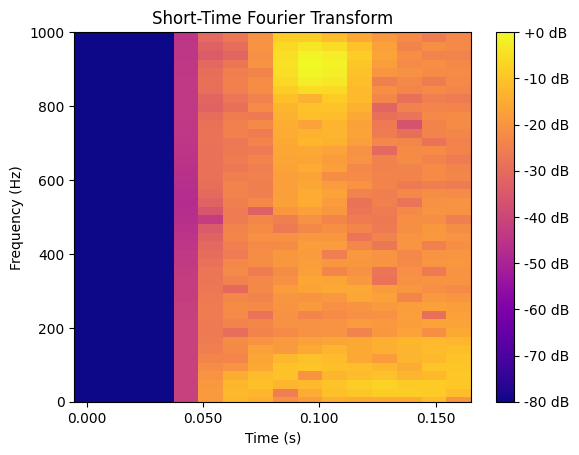 Short-Time Fourier Transform
Frequency (Hz)
1000
800
600
400
200
0
0.000
0.050
0.100
0.150
Time (s)
+0 dB
-10 dB
-20 dB
-30 dB
-40 dB
-50 dB
-60 dB
-70 dB
-80 dB